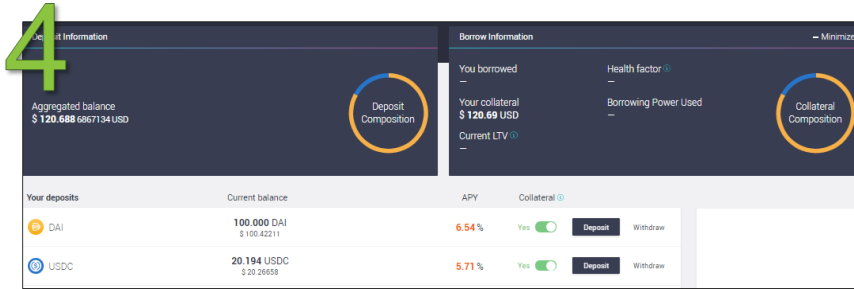 4
Deposit Information
Borrow Information
– Minimize
You borrowed
–
Health factor
–
Aggregated balance
$ 120.688 6867134 USD
Deposit
Composition
Your collateral
$ 120.69 USD
Borrowing Power Used
–
Current LTV
–
Collateral
Composition
Your deposits Current balance APY Collateral
DAI 100.000 DAI 6.54 % Yes Deposit Withdraw
$ 100.42211
USDC 20.194 USDC 5.71 % Yes Deposit Withdraw
$ 20.26658